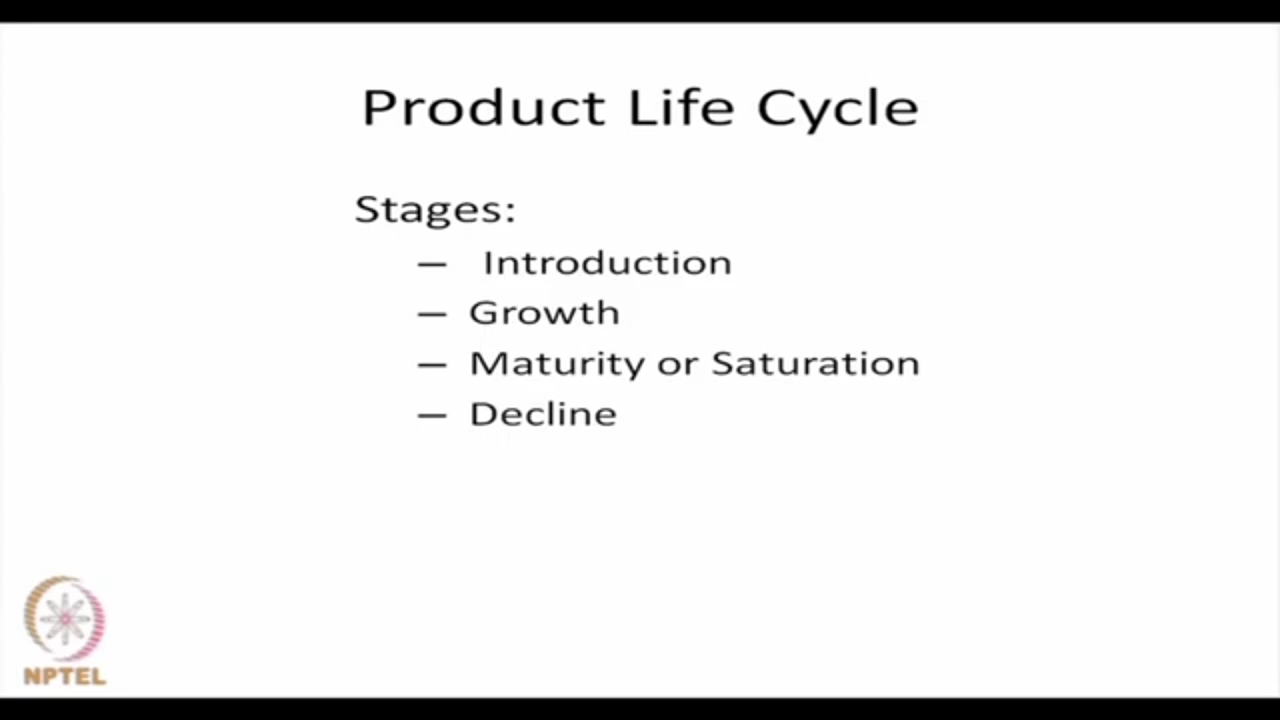 Product Life Cycle
Stages:
– Introduction
– Growth
– Maturity or Saturation
– Decline
NPTEL